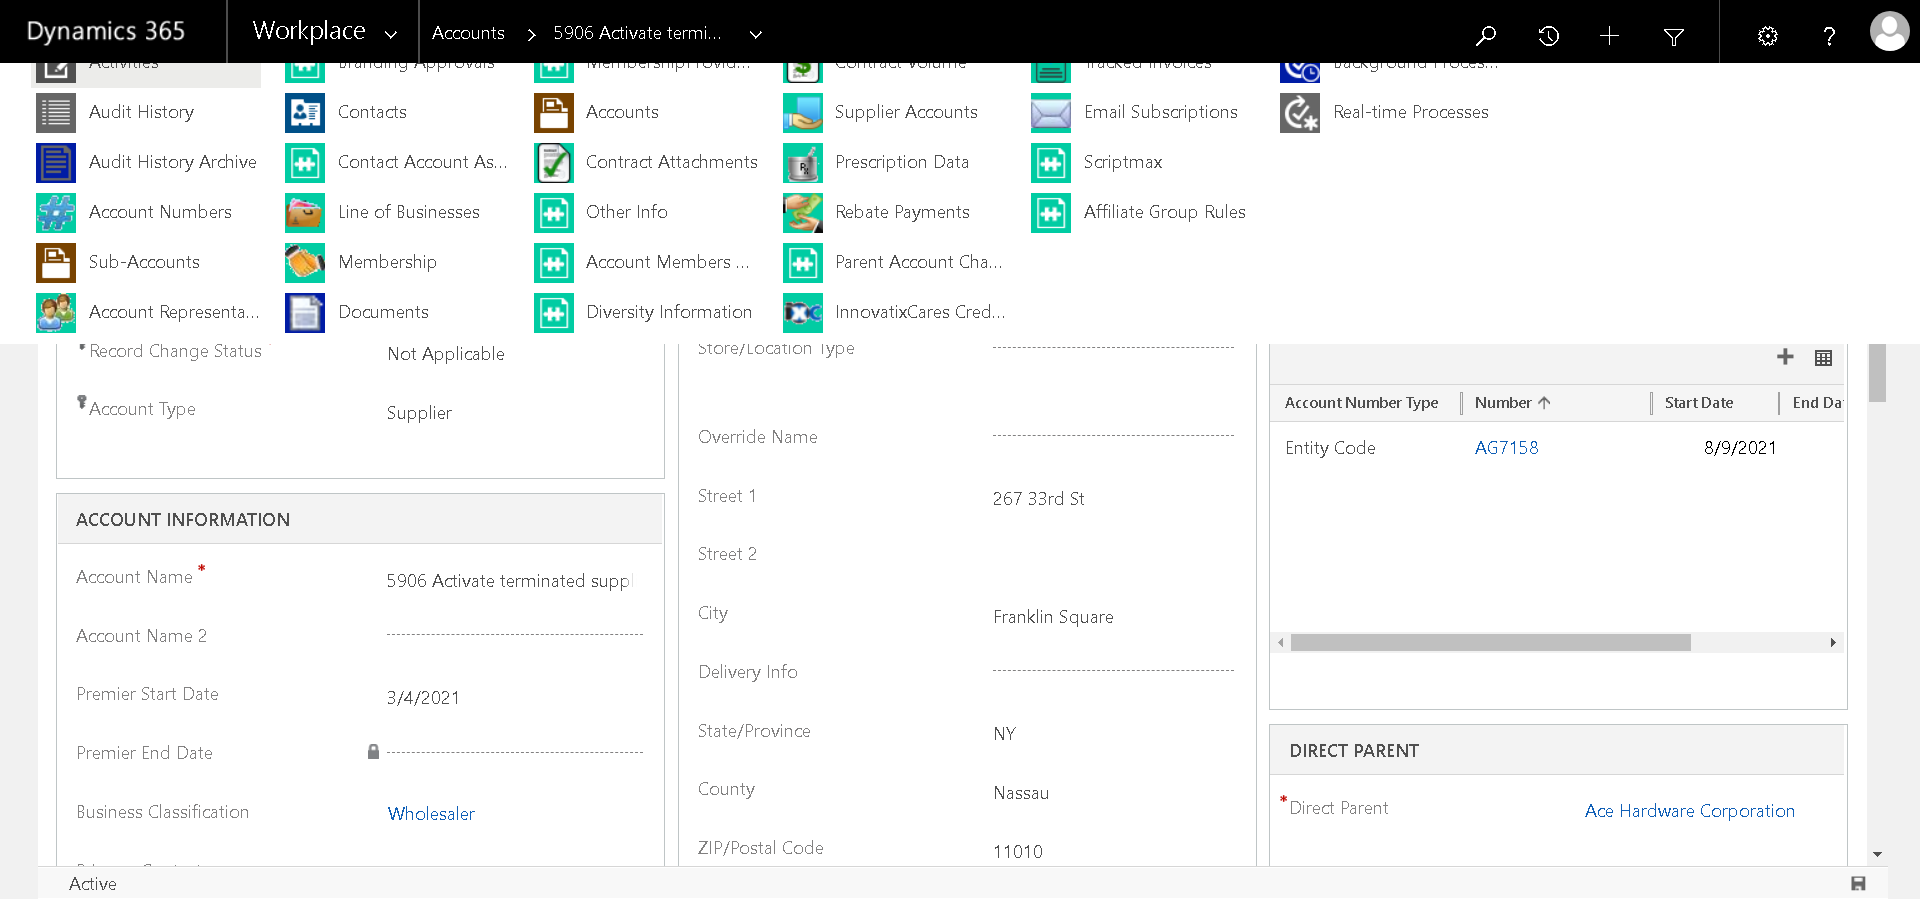 Dynamics 365
Workplace
Accounts
5906 Activate termi...
Activities
Branding Approvals
MembershipProvid...
Contract Volume
Tracked Invoices
Background Proces...
Audit History
Contacts
Accounts
Supplier Accounts
Email Subscriptions
Real-time Processes
Audit History Archive
Contact Account As...
Contract Attachments
Prescription Data
Scriptmax
Account Numbers
Line of Businesses
Other Info
Rebate Payments
Affiliate Group Rules
Sub-Accounts
Membership
Account Members ...
Parent Account Cha...
Account Representa...
Documents
Diversity Information
InnovatixCares Cred...
Record Change Status
Not Applicable
Account Type
Supplier
ACCOUNT INFORMATION
Account Name *
5906 Activate terminated suppl
Account Name 2
Premier Start Date
3/4/2021
Premier End Date
Business Classification
Wholesaler
Store/Location Type
Override Name
Street 1
267 33rd St
Street 2
City
Franklin Square
Delivery Info
State/Province
NY
County
Nassau
ZIP/Postal Code
11010
Account Number Type
Number
Start Date
End Da
Entity Code
AG7158
8/9/2021
DIRECT PARENT
* Direct Parent
Ace Hardware Corporation
Active